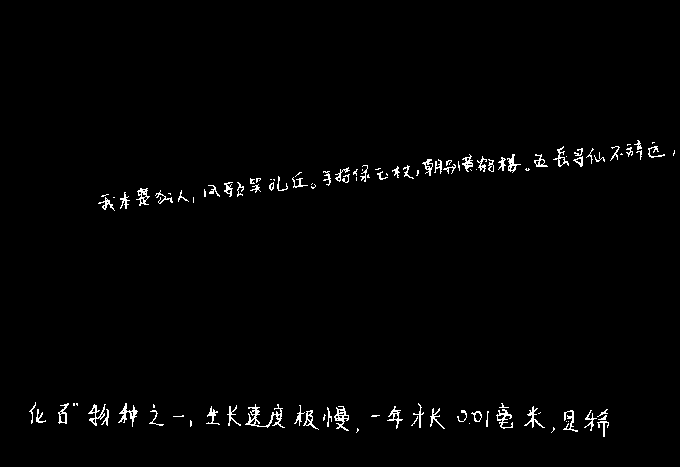 我本楚狂人，凤歌笑孔丘。手持绿玉杖，朝别黄鹤楼。五岳寻仙不辞远，
化石"物种之一，生长速度极慢，一年才长0.01毫米，是稀